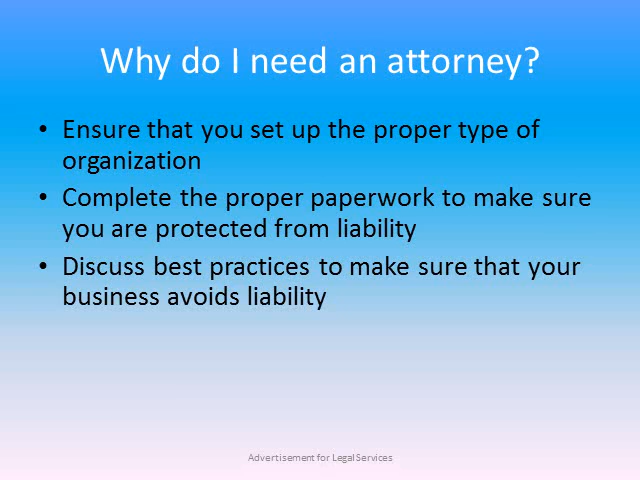 Why do I need an attorney?
• Ensure that you set up the proper type of
organization
• Complete the proper paperwork to make sure
you are protected from liability
• Discuss best practices to make sure that your
business avoids liability
Advertisement for Legal Services